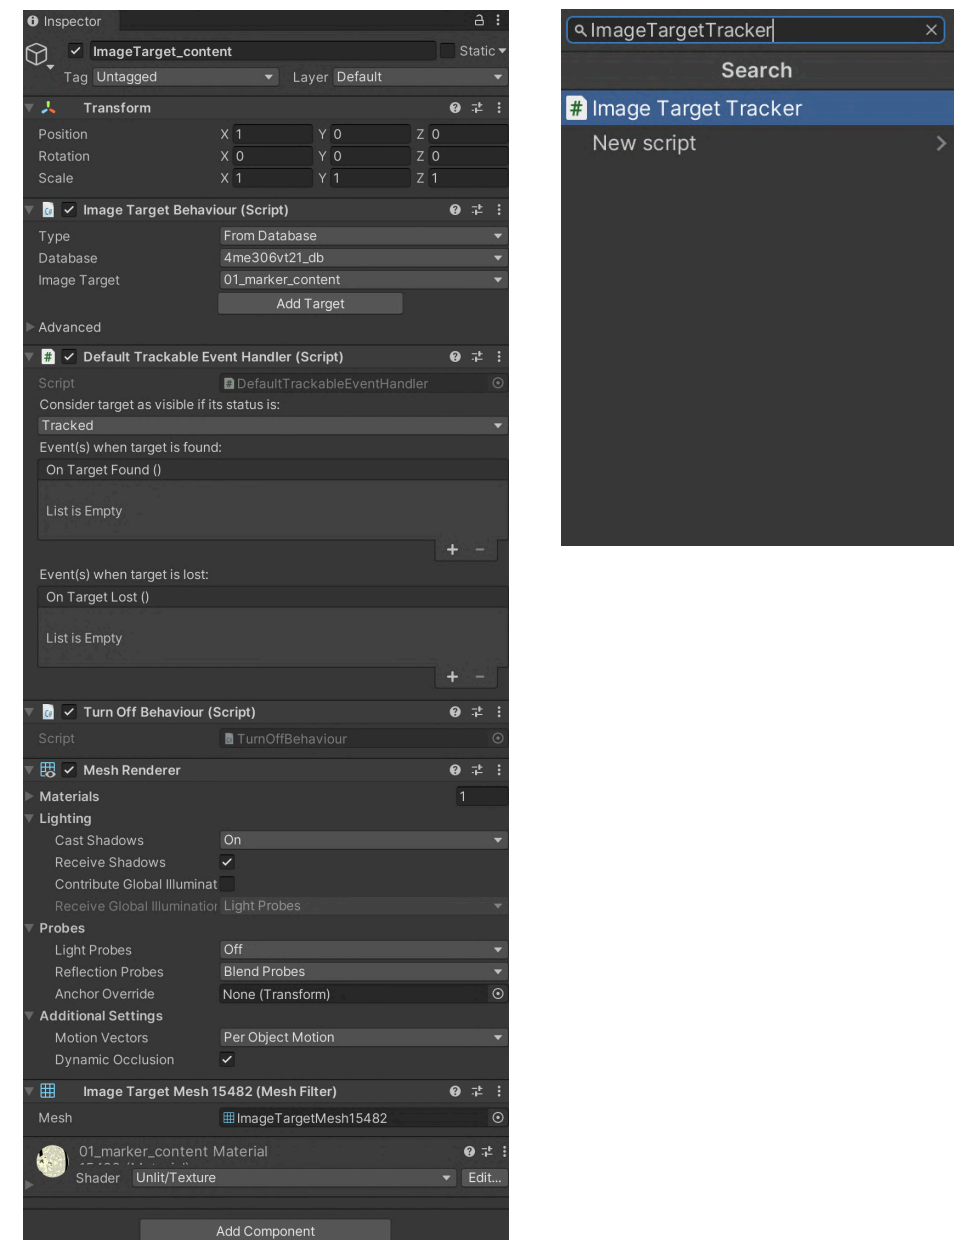 Inspector
ImageTarget_content
Static
Tag Untagged Layer Default
Transform
Position X 1 Y 0 Z 0
Rotation X 0 Y 0 Z 0
Scale X 1 Y 1 Z 1
Image Target Behaviour (Script)
Type From Database
Database 4me306vt21_db
Image Target 01_marker_content
Add Target
Advanced
Default Trackable Event Handler (Script)
Script DefaultTrackableEventHandler
Consider target as visible if its status is:
Tracked
Event(s) when target is found:
On Target Found ()
List is Empty
Event(s) when target is lost:
On Target Lost ()
List is Empty
Turn Off Behaviour (Script)
Script TurnOffBehaviour
Mesh Renderer
Materials 1
Lighting
Cast Shadows On
Receive Shadows
Contribute Global Illuminat
Receive Global Illumination Light Probes
Probes
Light Probes Off
Reflection Probes Blend Probes
Anchor Override None (Transform)
Additional Settings
Motion Vectors Per Object Motion
Dynamic Occlusion
Image Target Mesh 15482 (Mesh Filter)
Mesh ImageTargetMesh15482
01_marker_content Material
Shader Unlit/Texture Edit...
Add Component
ImageTargetTracker
Search
Image Target Tracker
New script